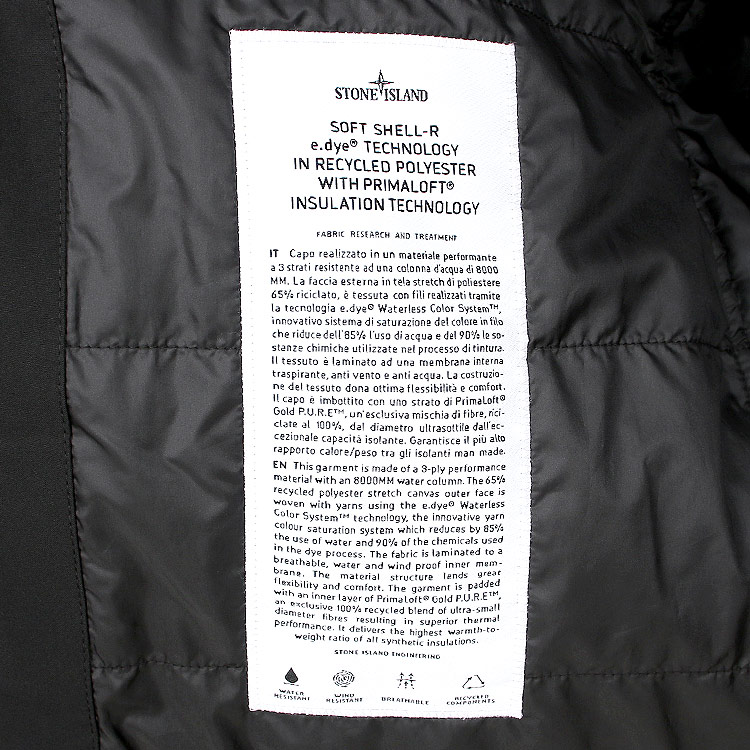 STONE ISLAND
SOFT SHELL-R
e.dye® TECHNOLOGY
IN RECYCLED POLYESTER
WITH PRIMALOFT®
INSULATION TECHNOLOGY
FABRIC RESEARCH AND TREATMENT
IT Capo realizzato in un materiale performante
a 3 strati resistente ad una colonna d'acqua di 8000
MM. La faccia esterna in tela stretch di poliestere
65% riciclato, è tessuta con fili realizzati tramite
la tecnologia e.dye® Waterless Color System™,
innovativo sistema di saturazione del colore in filo
che riduce dell'85% l'uso di acqua e del 90% le so-
stanze chimiche utilizzate nel processo di tintura.
Il tessuto è laminato ad una membrana interna
traspirante, anti vento e anti acqua. La costruzio-
ne del tessuto dona ottima flessibilità e comfort.
Il capo è imbottito con uno strato di PrimaLoft®
Gold P.U.R.E™, un'esclusiva mischia di fibre, rici-
clate al 100%, dal diametro ultrasottile dall'ec-
cezionale capacità isolante. Garantisce il più alto
rapporto calore/peso tra gli isolanti man made.
EN This garment is made of a 3-ply performance
material with an 8000MM water column. The 65%
recycled polyester stretch canvas outer face is
woven with yarns using the e.dye® Waterless
Color System™ technology, the innovative yarn
colour saturation system which reduces by 85%
the use of water and 90% of the chemicals used
in the dye process. The fabric is laminated to a
breathable, water and wind proof inner mem-
brane. The material structure lends great
flexibility and comfort. The garment is padded
with an inner layer of PrimaLoft® Gold P.U.R.E™,
an exclusive 100% recycled blend of ultra-small
diameter fibres resulting in superior thermal
performance. It delivers the highest warmth-to-
weight ratio of all synthetic insulations.
STONE ISLAND ENGINEERING
WATER
RESISTANT
WIND
RESISTANT
BREATHABLE
RECYCLED
COMPONENTS